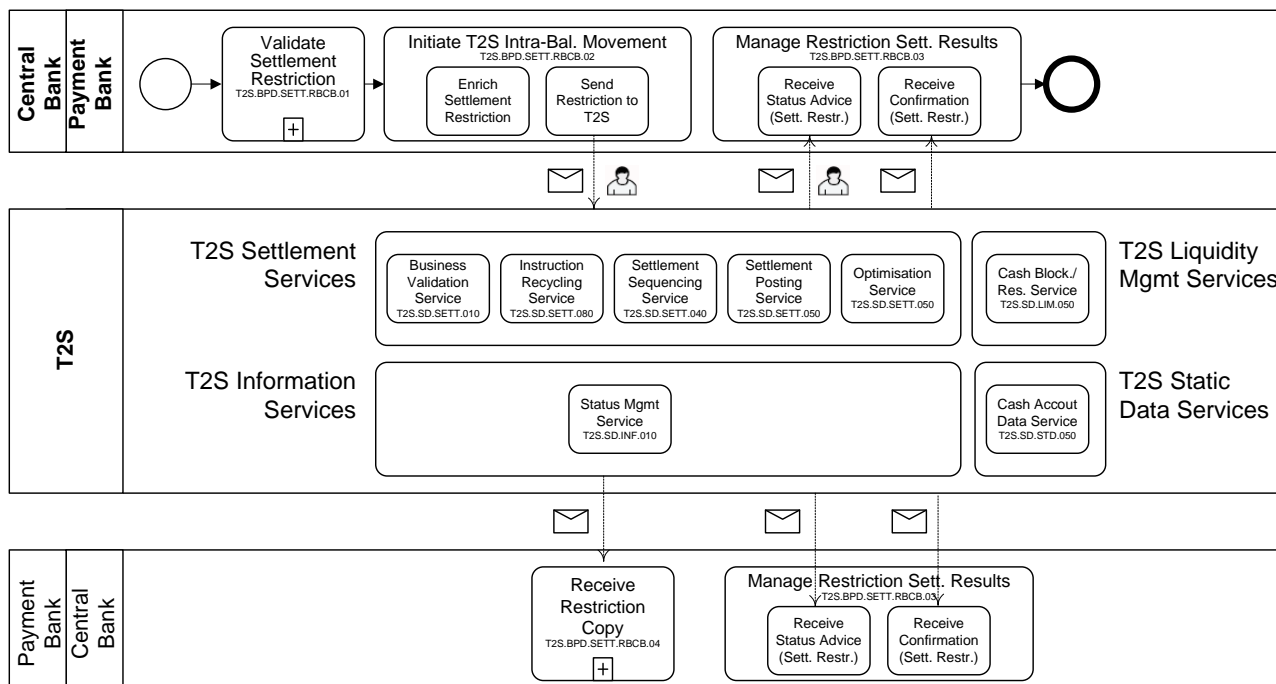 Central
Bank
Payment
Bank
Validate
Settlement
Restriction
T2S.BPD.SETT.RBCB.01
Initiate T2S Intra-Bal. Movement
T2S.BPD.SETT.RBCB.02
Enrich
Settlement
Restriction
Send
Restriction to
T2S
Manage Restriction Sett. Results
T2S.BPD.SETT.RBCB.03
Receive
Status Advice
(Sett. Restr.)
Receive
Confirmation
(Sett. Restr.)
T2S
T2S Settlement
Services
Business
Validation
Service
T2S.SD.SETT.010
Instruction
Recycling
Service
T2S.SD.SETT.080
Settlement
Sequencing
Service
T2S.SD.SETT.040
Settlement
Posting
Service
T2S.SD.SETT.050
Optimisation
Service
T2S.SD.SETT.050
Cash Block./
Res. Service
T2S.SD.LIM.050
T2S Liquidity
Mgmt Services
T2S Information
Services
Status Mgmt
Service
T2S.SD.INF.010
Cash Accout
Data Service
T2S.SD.STD.050
T2S Static
Data Services
Payment
Bank
Central
Bank
Receive
Restriction
Copy
T2S.BPD.SETT.RBCB.04
Manage Restriction Sett. Results
T2S.BPD.SETT.RBCB.03
Receive
Status Advice
(Sett. Restr.)
Receive
Confirmation
(Sett. Restr.)